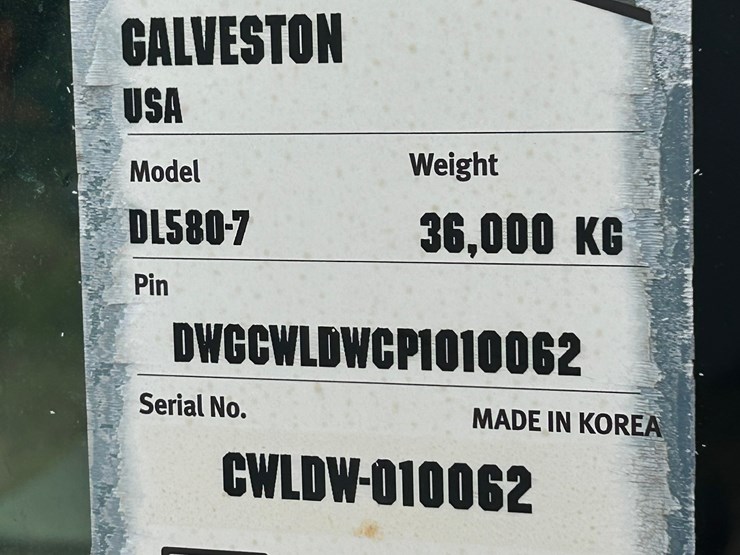 GALVESTON
USA
Model Weight
DL580-7 36,000 KG
Pin
DWGCWLDWCP1010062
Serial No. MADE IN KOREA
CWLDW-010062